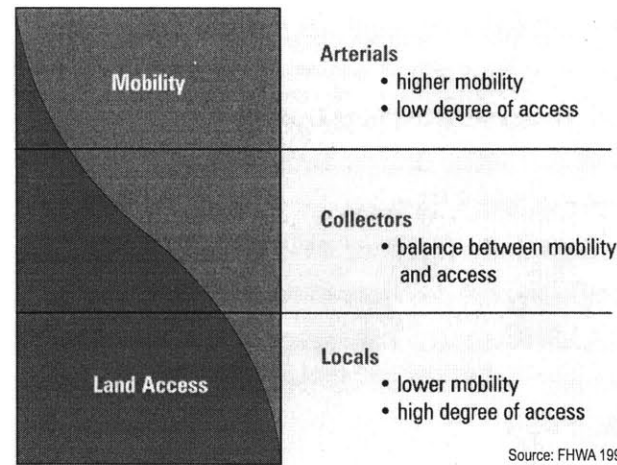 Mobility
Arterials
• higher mobility
• low degree of access
Collectors
• balance between mobility
and access
Land Access
Locals
• lower mobility
• high degree of access
Source: FHWA 199